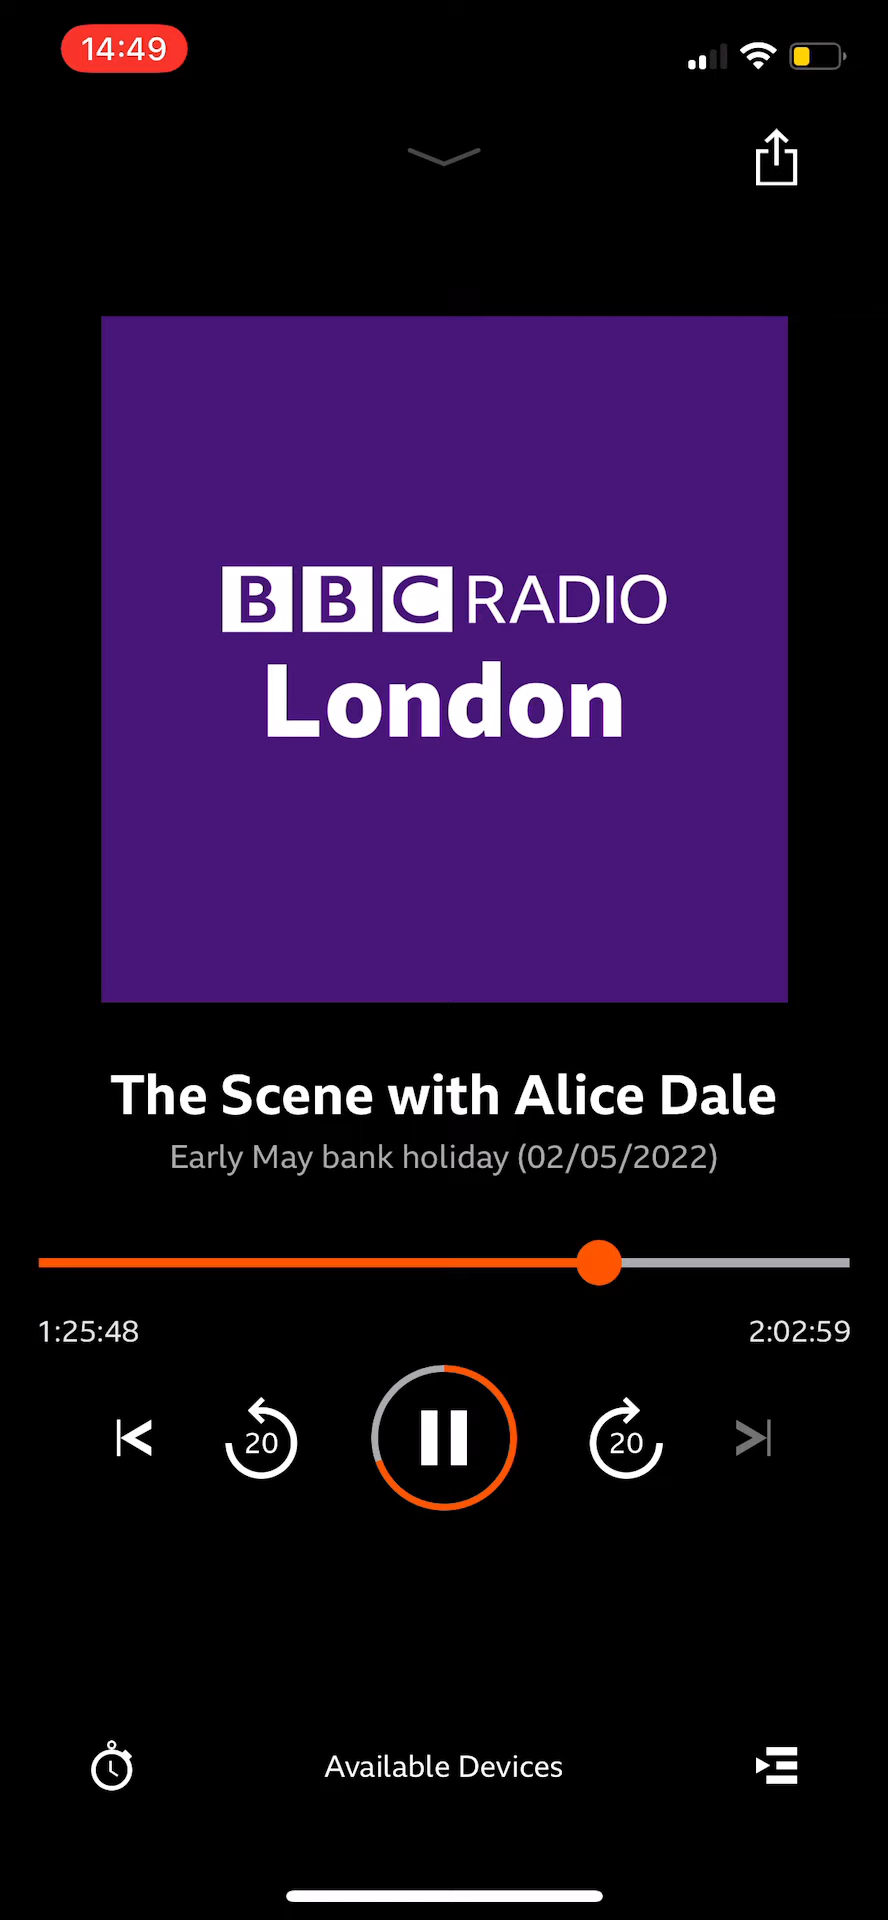 14:49
BBC RADIO
London
The Scene with Alice Dale
Early May bank holiday (02/05/2022)
1:25:48
2:02:59
20
20
Available Devices